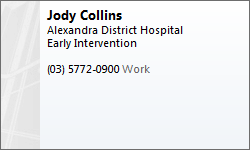 Jody Collins
Alexandra District Hospital
Early Intervention
(03) 5772-0900 Work